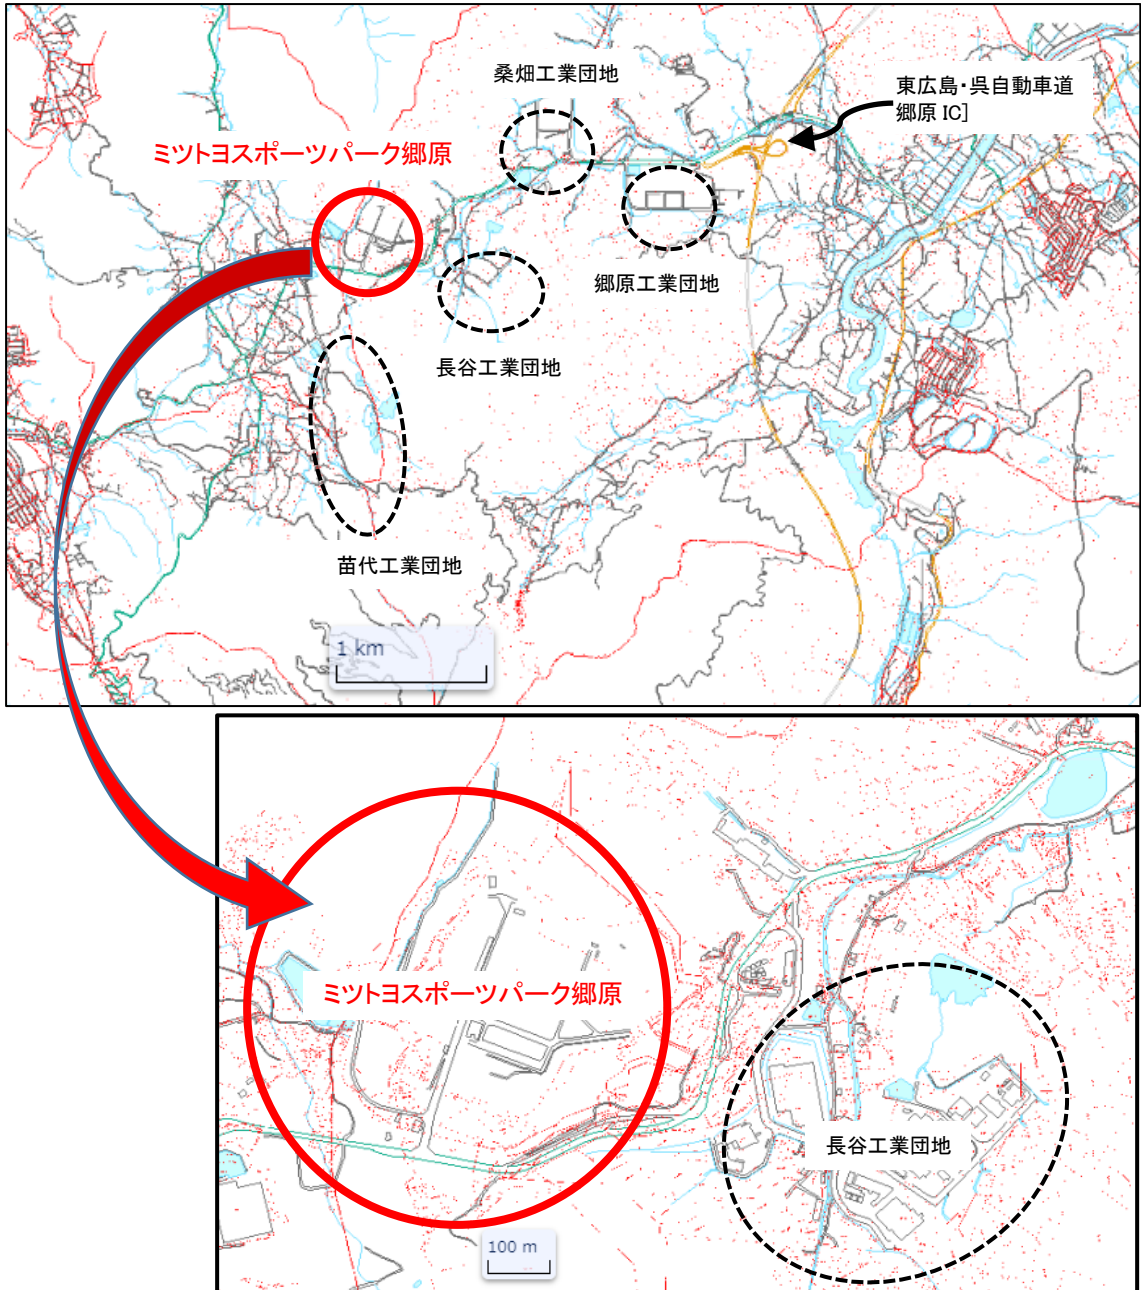 桑畑工業団地
東広島・呉自動車道
郷原 IC]
ミツトヨスポーツパーク郷原
郷原工業団地
長谷工業団地
苗代工業団地
1 km
ミツトヨスポーツパーク郷原
長谷工業団地
100 m